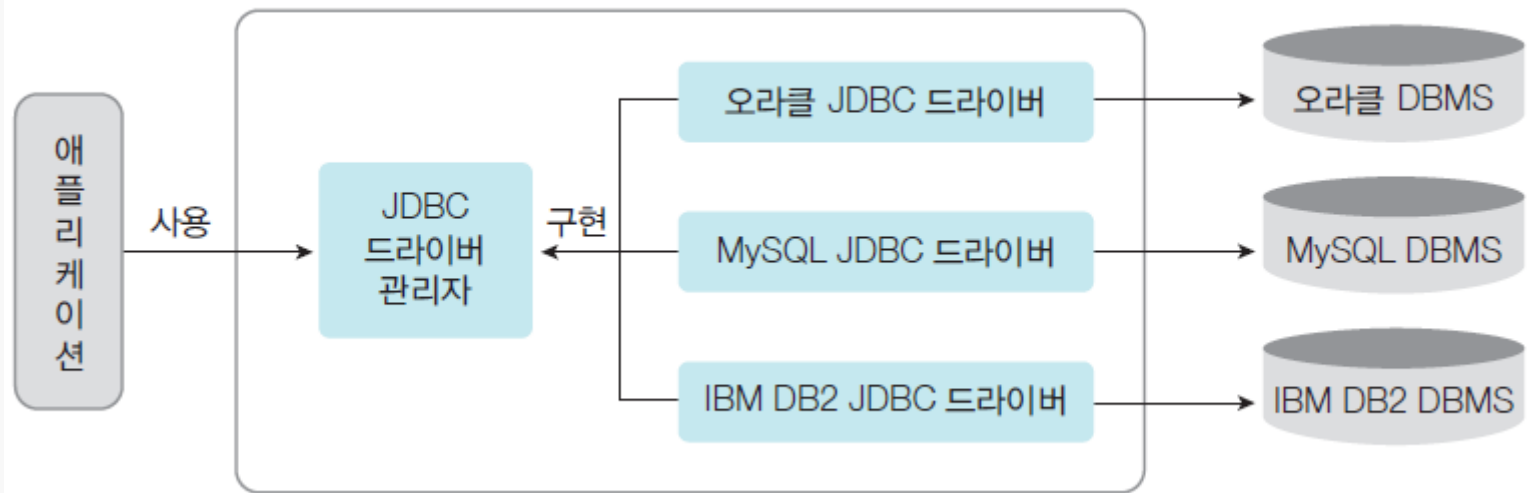 애
플
리
케
이
션
사용
JDBC
드라이버
관리자
구현
오라클 JDBC 드라이버
MySQL JDBC 드라이버
IBM DB2 JDBC 드라이버
오라클 DBMS
MySQL DBMS
IBM DB2 DBMS